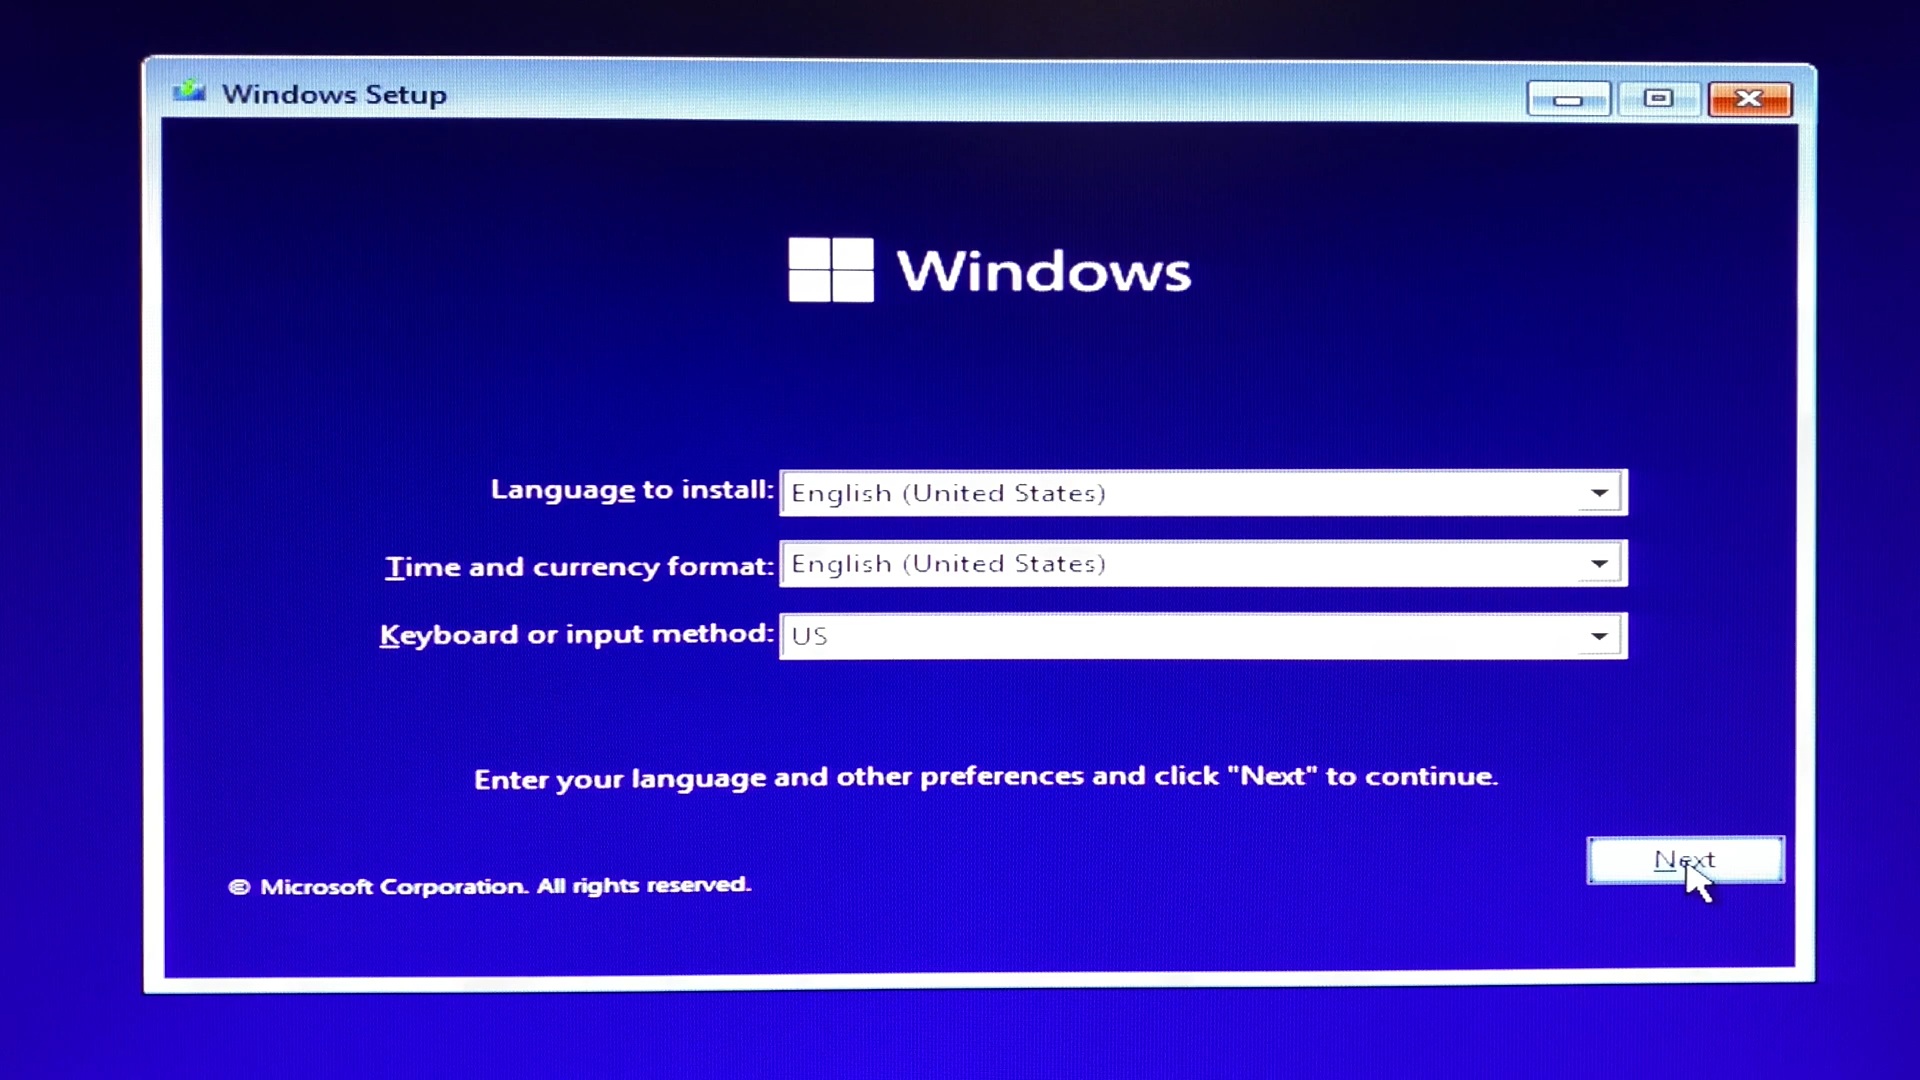 Windows Setup
Windows
Language to install: English (United States)
Time and currency format: English (United States)
Keyboard or input method: US
Enter your language and other preferences and click "Next" to continue.
Next
© Microsoft Corporation. All rights reserved.